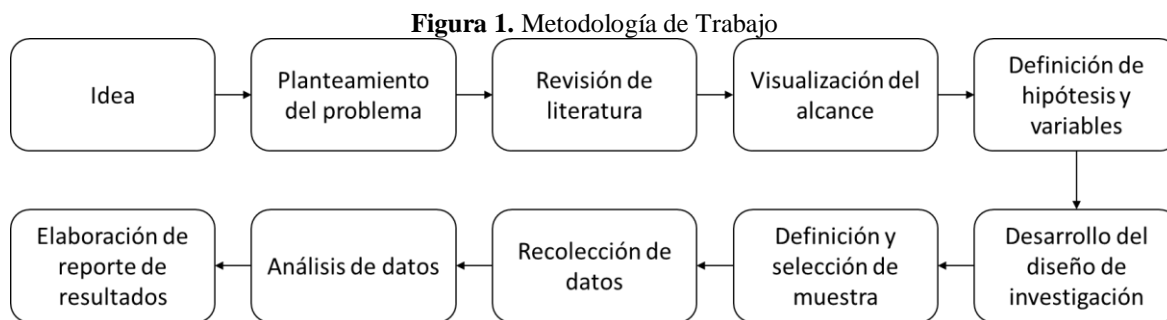 Figura 1. Metodología de Trabajo
Idea
Planteamiento
del problema
Revisión de
literatura
Visualización del
alcance
Definición de
hipótesis y
variables
Desarrollo del
diseño de
investigación
Definición y
selección de
muestra
Recolección de
datos
Análisis de datos
Elaboración de
reporte de
resultados